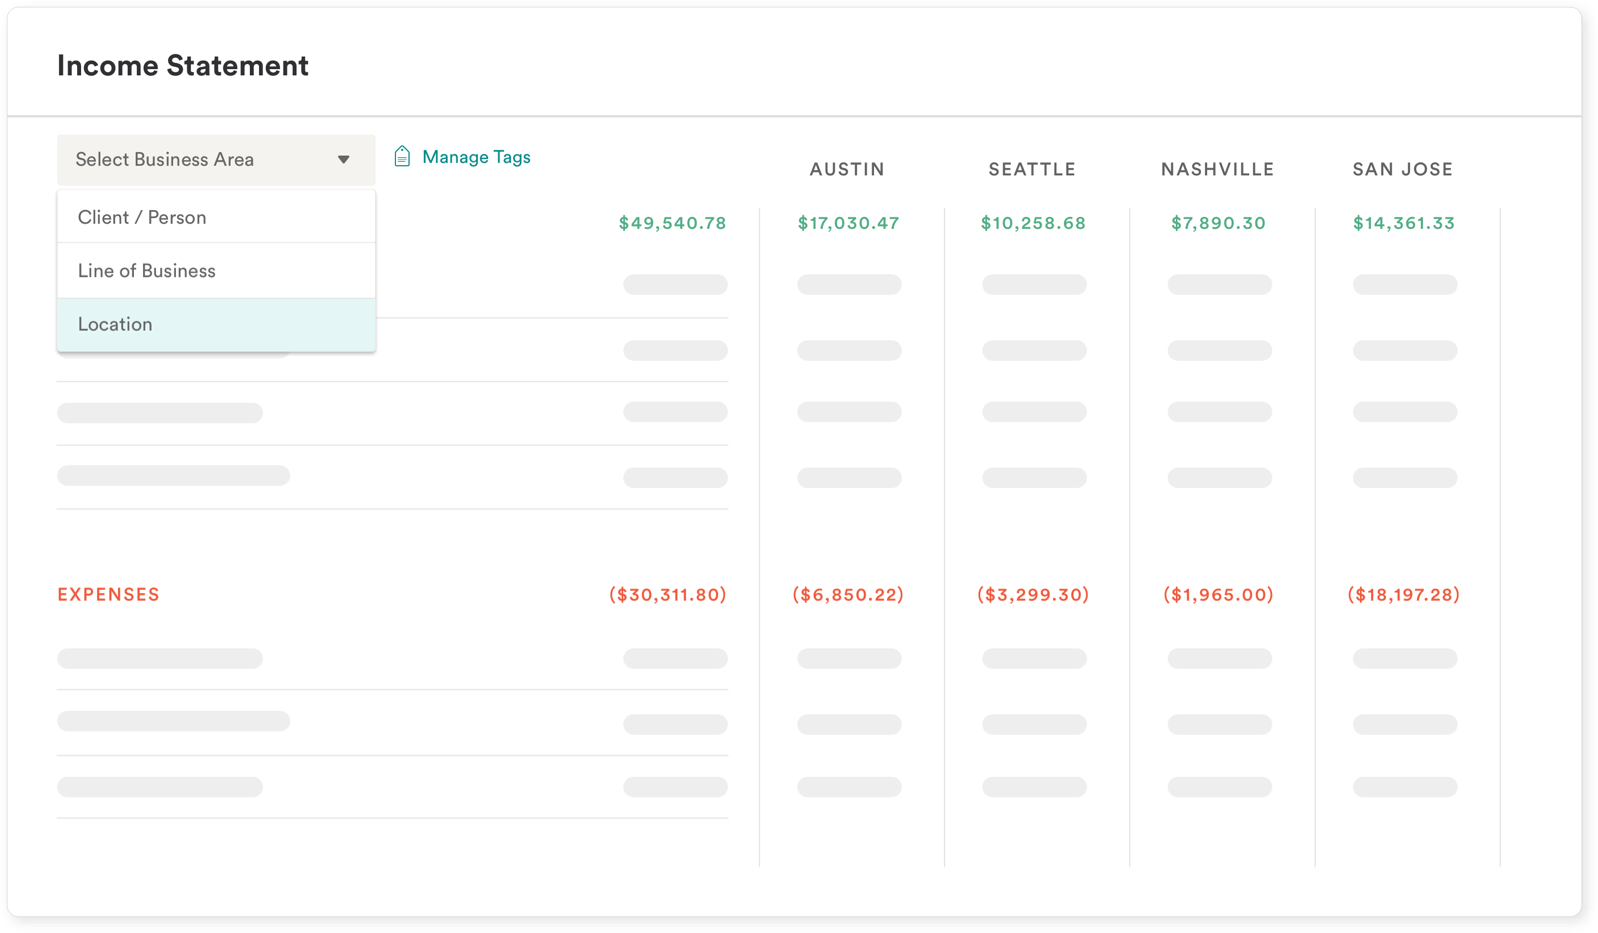 Income Statement
Select Business Area
Manage Tags
AUSTIN SEATTLE NASHVILLE SAN JOSE
Client / Person
$49,540.78 $17,030.47 $10,258.68 $7,890.30 $14,361.33
Line of Business
Location
EXPENSES ($30,311.80) ($6,850.22) ($3,299.30) ($1,965.00) ($18,197.28)